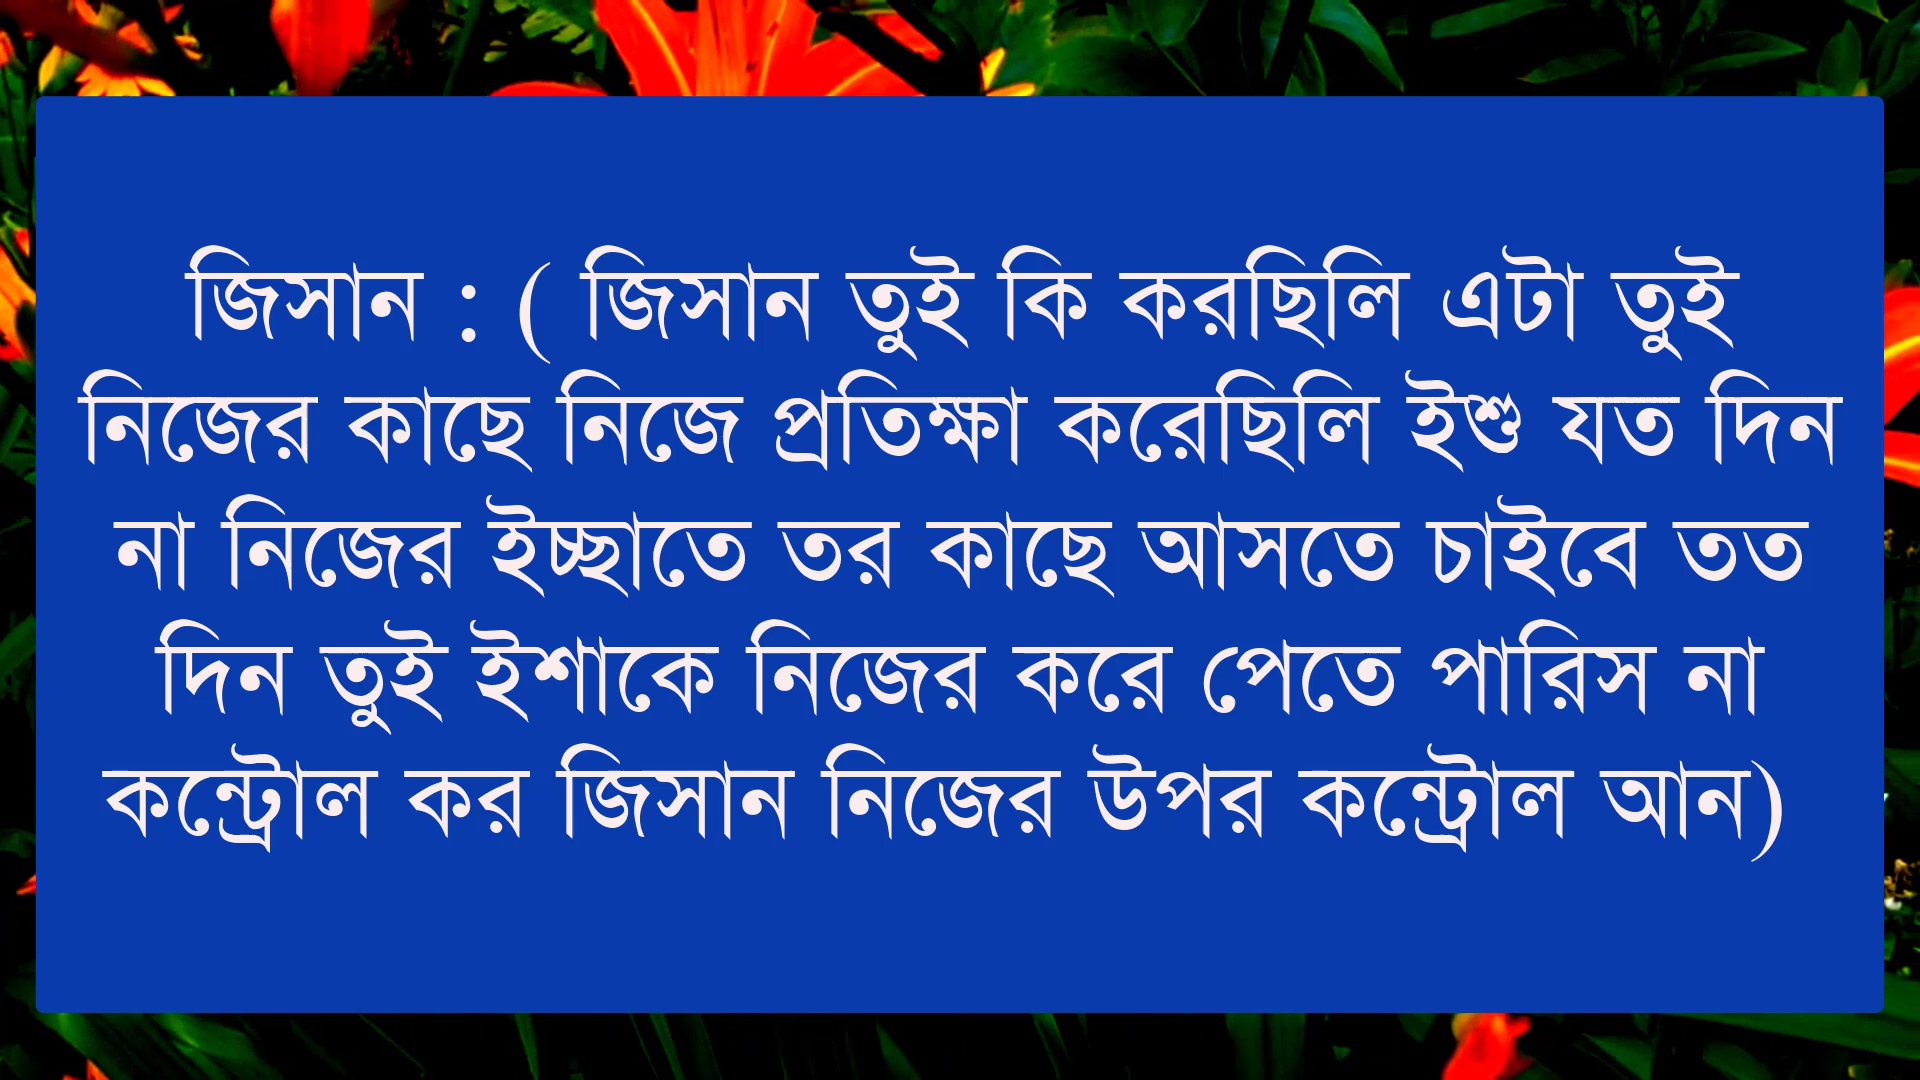 জিসান : ( জিসান তুই কি করছিলি এটা তুই
নিজের কাছে নিজে প্রতিক্ষা করেছিলি ইশু যত দিন
না নিজের ইচ্ছাতে তর কাছে আসতে চাইবে তত
দিন তুই ইশাকে নিজের করে পেতে পারিস না
কন্ট্রোল কর জিসান নিজের উপর কন্ট্রোল আন)